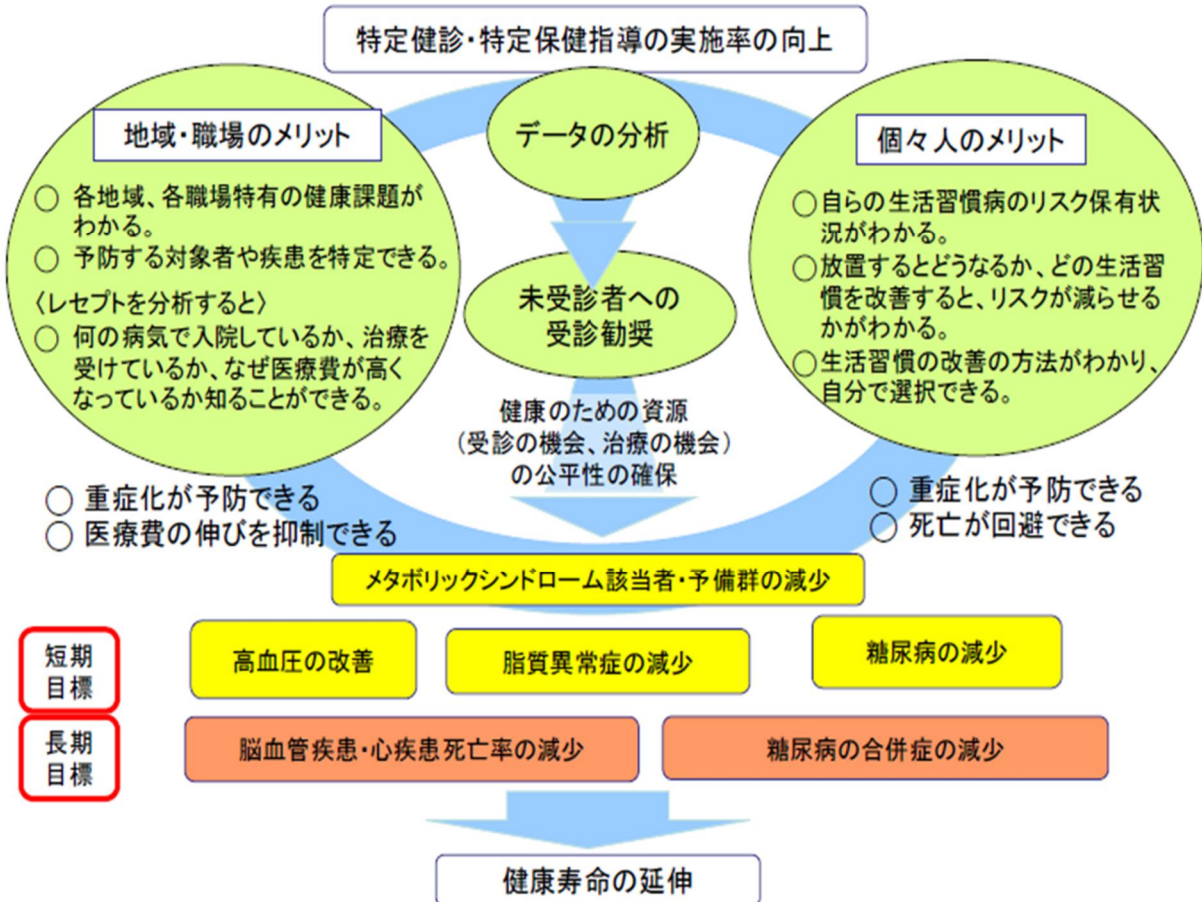 特定健診・特定保健指導の実施率の向上
地域・職場のメリット
○ 各地域、各職場特有の健康課題が
わかる。
○ 予防する対象者や疾患を特定できる。
〈レセプトを分析すると〉
○ 何の病気で入院しているか、治療を
受けているか、なぜ医療費が高く
なっているか知ることができる。
○ 重症化が予防できる
○ 医療費の伸びを抑制できる
データの分析
未受診者への
受診勧奨
健康のための資源
(受診の機会、治療の機会)
の公平性の確保
個々人のメリット
○自らの生活習慣病のリスク保有状
況がわかる。
○放置するとどうなるか、どの生活習
慣を改善すると、リスクが減らせる
かがわかる。
○生活習慣の改善の方法がわかり、
自分で選択できる。
○ 重症化が予防できる
○ 死亡が回避できる
メタボリックシンドローム該当者・予備群の減少
短期
目標
高血圧の改善
脂質異常症の減少
糖尿病の減少
長期
目標
脳血管疾患・心疾患死亡率の減少
糖尿病の合併症の減少
健康寿命の延伸